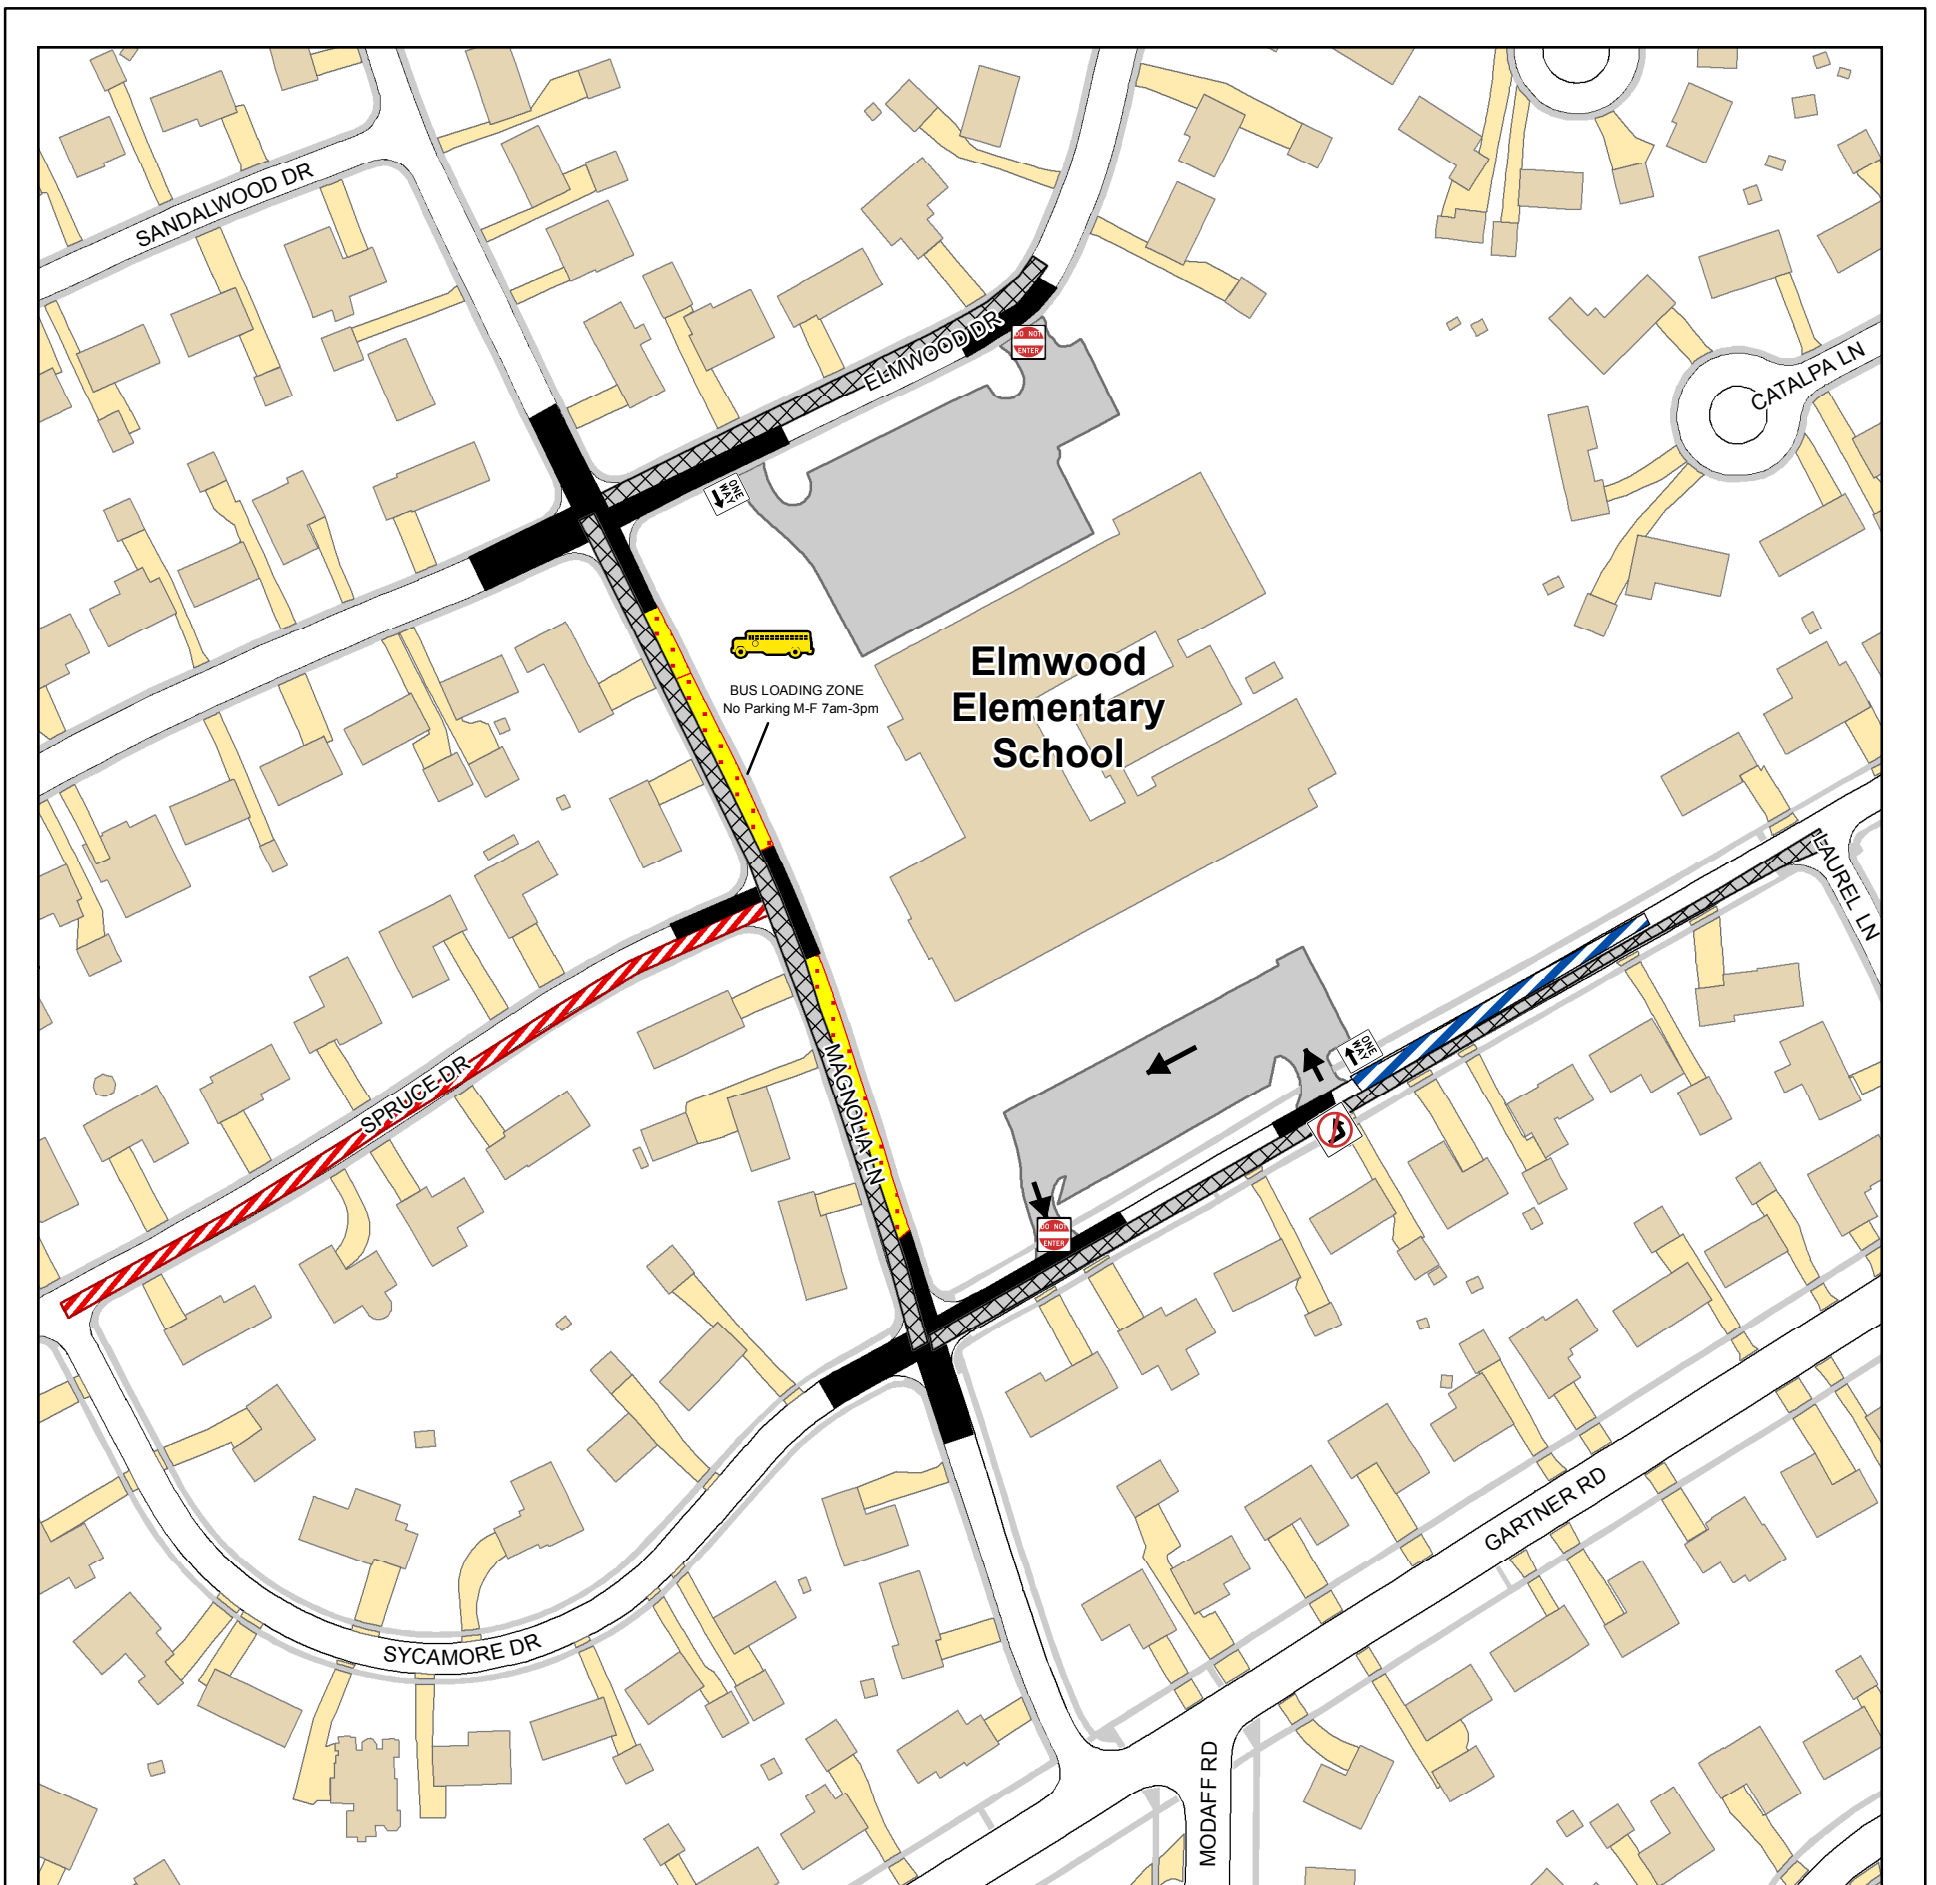 SANDALWOOD DR
DO NOT
ENTER
ELMWOOD DR
CATALPA LN
ONE
WAY
Elmwood
Elementary
School
BUS LOADING ZONE
No Parking M-F 7am-3pm
LAUREL LN
ONE
WAY
SPRUCE DR
MAGNOLIA LN
DO NOT
ENTER
GARTNER RD
SYCAMORE DR
MODAFF RD